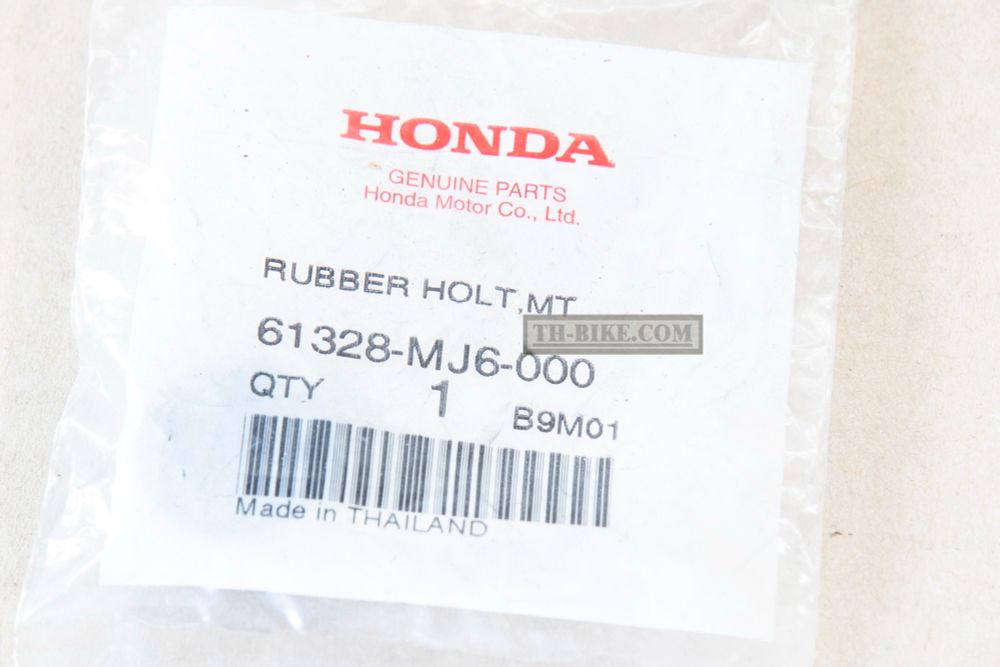 HONDA
GENUINE PARTS
Honda Motor Co., Ltd.
RUBBER HOLT,MT
TH-BIKE.COM
61328-MJ6-000
QTY 1 B9M01
Made in THAILAND